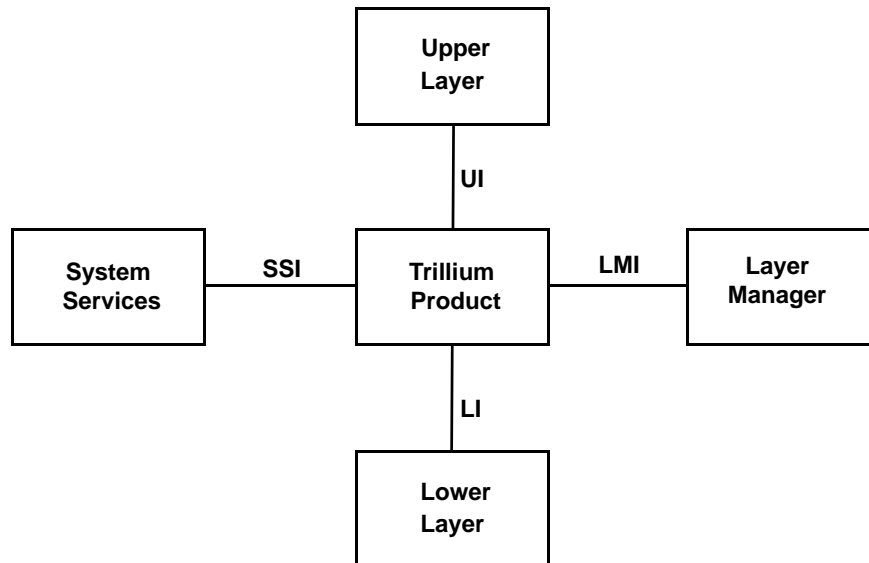 Upper
Layer
UI
System
Services
SSI
Trillium
Product
LMI
Layer
Manager
LI
Lower
Layer